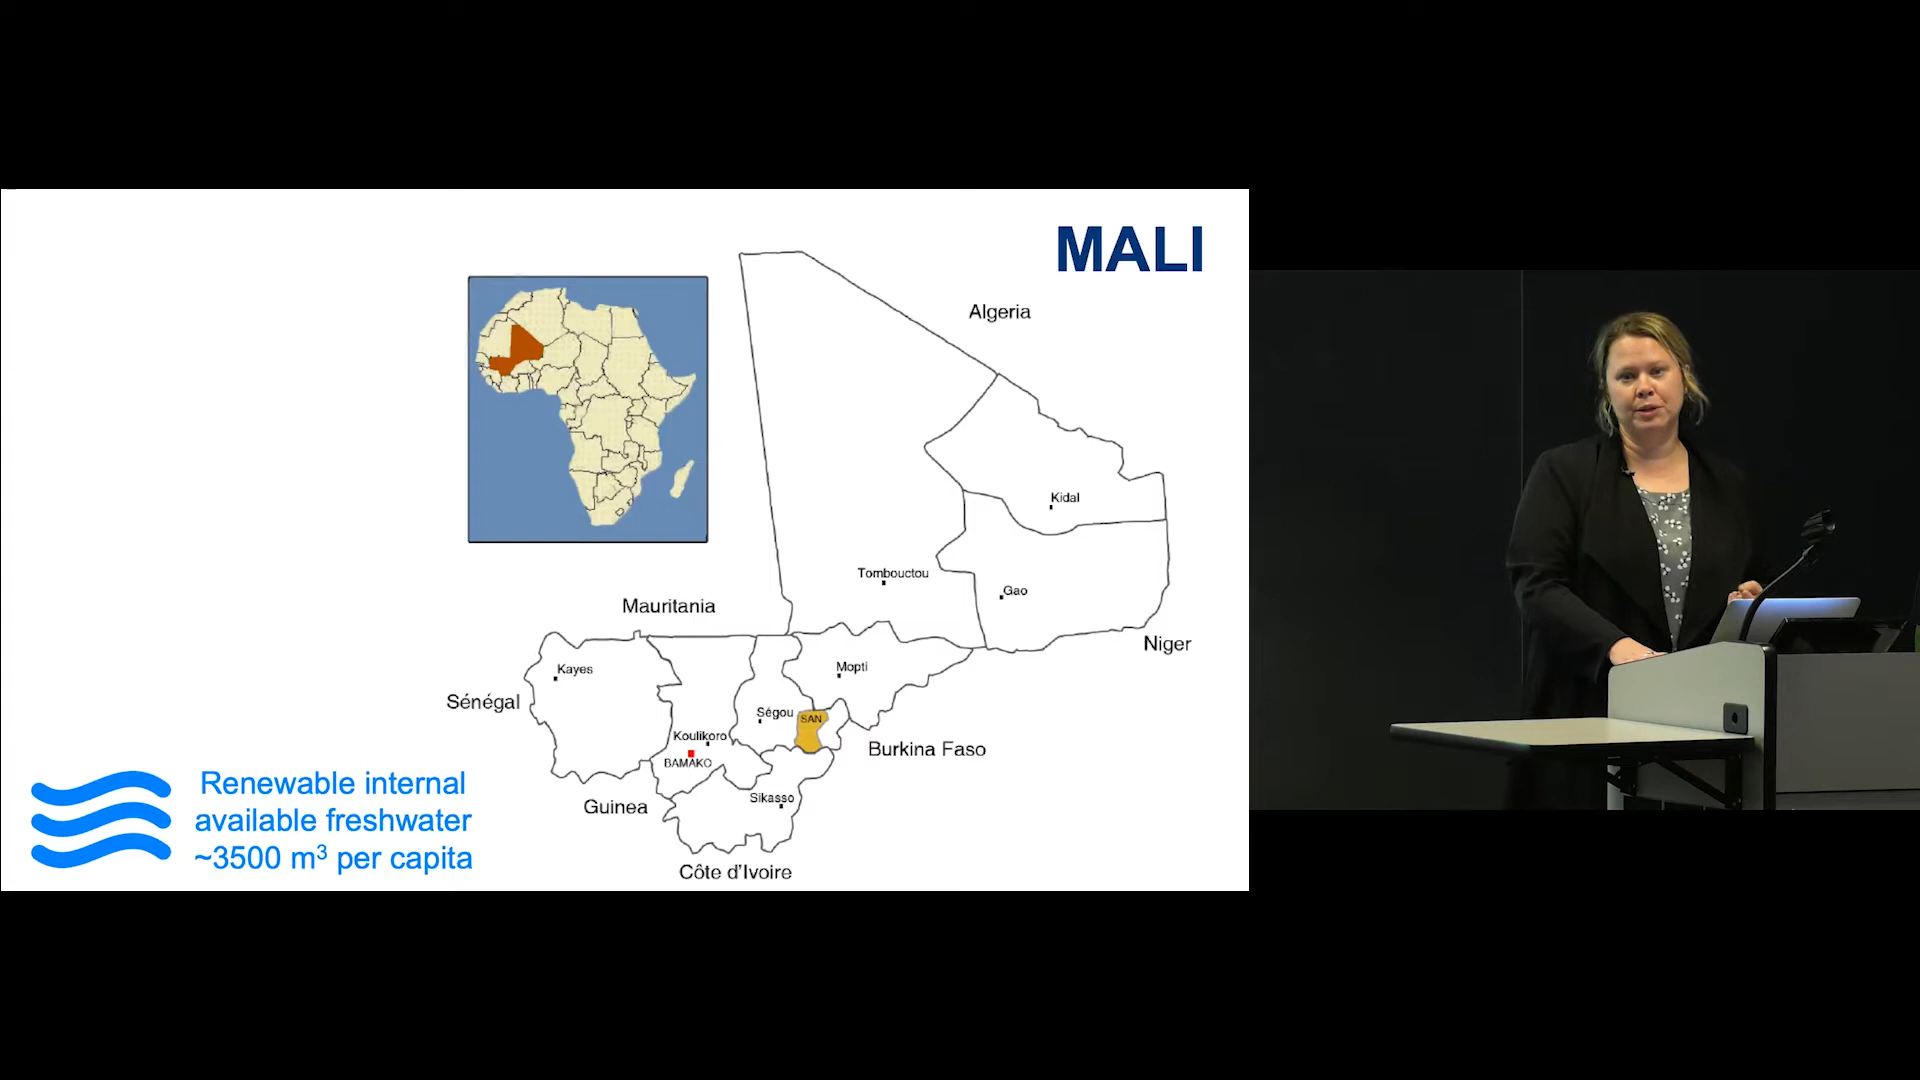 MALI
Algeria
Kidal
Tombouctou
Gao
Mauritania
Niger
Kayes
Mopti
Sénégal
Ségou
SAN
Koulikoro
Burkina Faso
BAMAKO
Sikasso
Guinea
Côte d'Ivoire
Renewable internal
available freshwater
~3500 m³ per capita